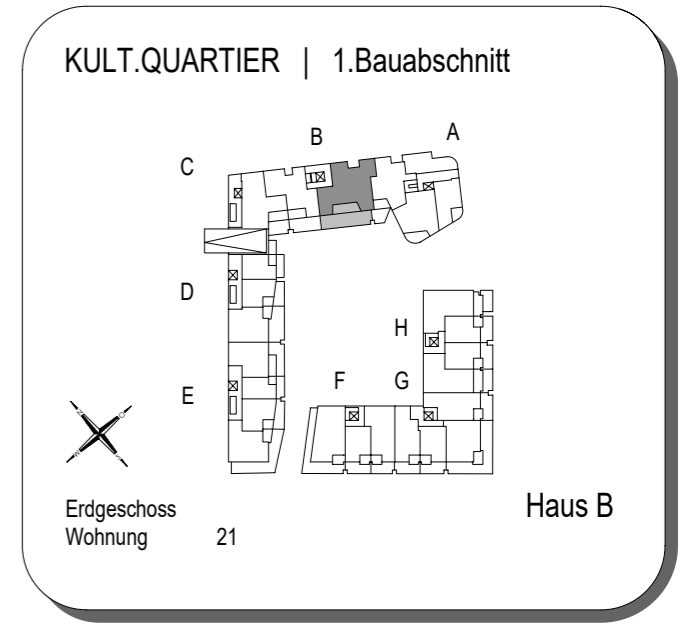 KULT.QUARTIER | 1.Bauabschnitt
B
A
C
D
H
F
G
E
N
O
W
S
Erdgeschoss
Haus B
Wohnung 21